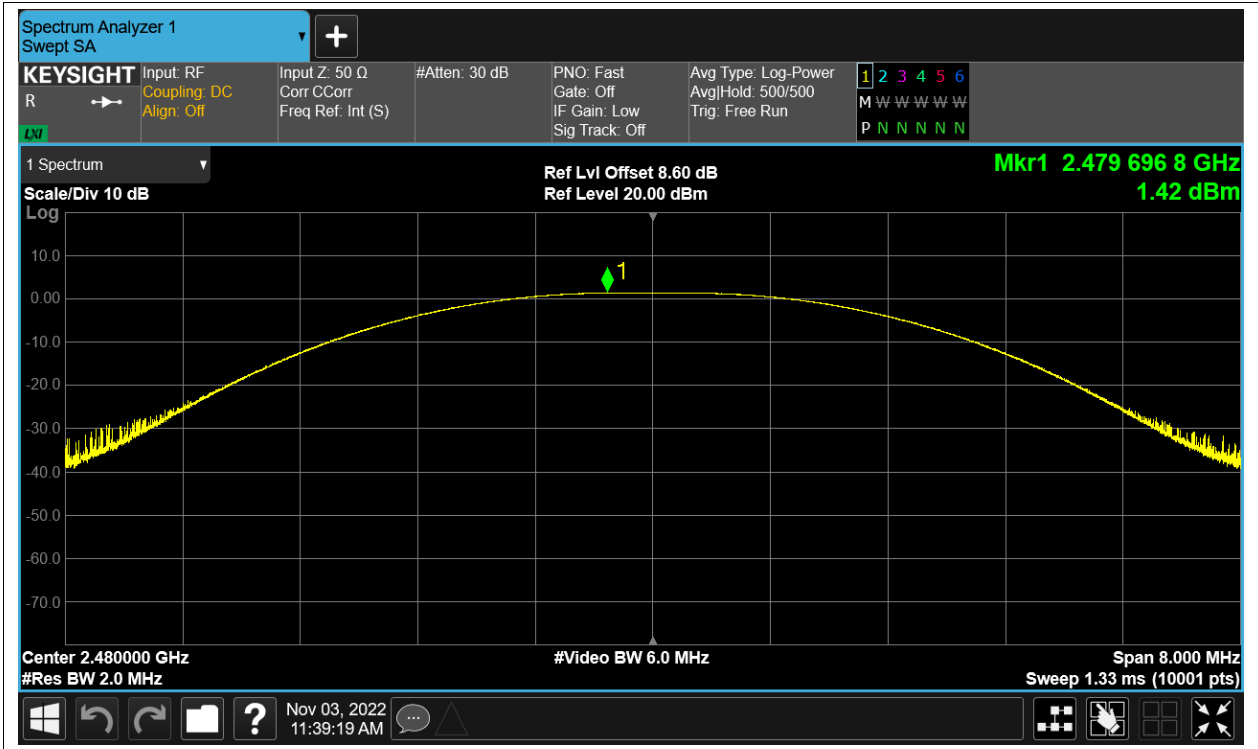 Spectrum Analyzer 1
Swept SA
KEYSIGHT
R
LXI
Input: RF
Coupling: DC
Align: Off
Input Z: 50 Ω
Corr CCorr
Freq Ref: Int (S)
#Atten: 30 dB
PNO: Fast
Gate: Off
IF Gain: Low
Sig Track: Off
Avg Type: Log-Power
Avg|Hold: 500/500
Trig: Free Run
1 2 3 4 5 6
M W W W W W
P N N N N N
1 Spectrum
Scale/Div 10 dB
Log
Ref Lvl Offset 8.60 dB
Ref Level 20.00 dBm
Mkr1 2.479 696 8 GHz
1.42 dBm
1
10.0
0.00
-10.0
-20.0
-30.0
-40.0
-50.0
-60.0
-70.0
Center 2.480000 GHz
#Res BW 2.0 MHz
#Video BW 6.0 MHz
Span 8.000 MHz
Sweep 1.33 ms (10001 pts)
?
Nov 03, 2022
11:39:19 AM